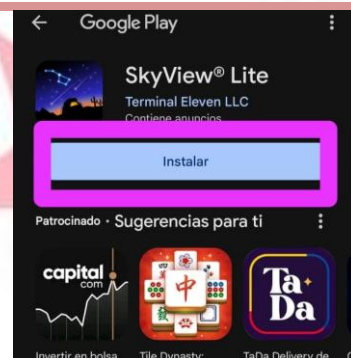 Google Play
SkyView® Lite
Terminal Eleven LLC
Contiene anuncios
Instalar
Patrocinado · Sugerencias para ti
capital
com
中
Ta
Da
Invertir en bolsa
Tile Dynasty:
TaDa Delivery de